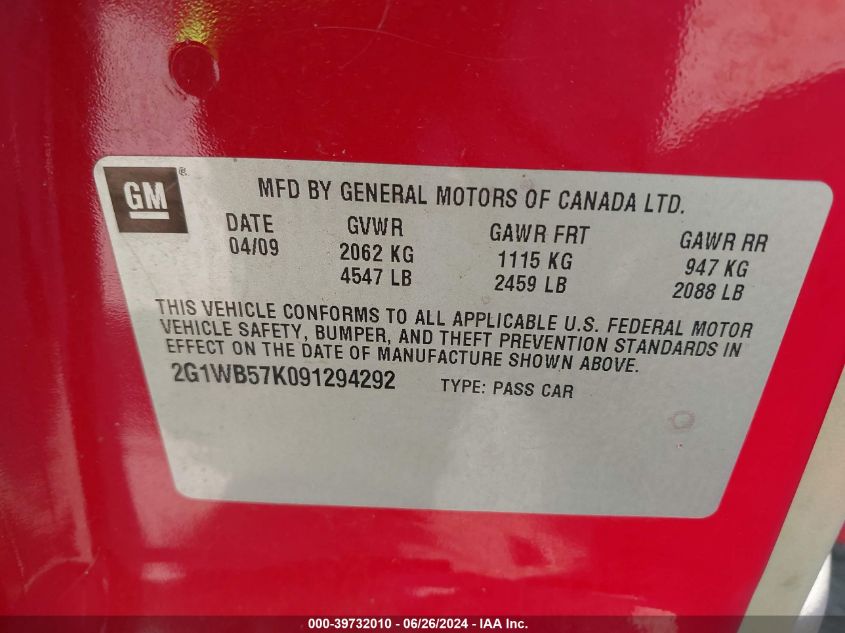 GM®
MFD BY GENERAL MOTORS OF CANADA LTD.
DATE GVWR GAWR FRT GAWR RR
04/09 2062 KG 1115 KG 947 KG
4547 LB 2459 LB 2088 LB
THIS VEHICLE CONFORMS TO ALL APPLICABLE U.S. FEDERAL MOTOR
VEHICLE SAFETY, BUMPER, AND THEFT PREVENTION STANDARDS IN
EFFECT ON THE DATE OF MANUFACTURE SHOWN ABOVE.
2G1WB57K091294292 TYPE: PASS CAR
000-39732010 - 06/26/2024 - IAA Inc.